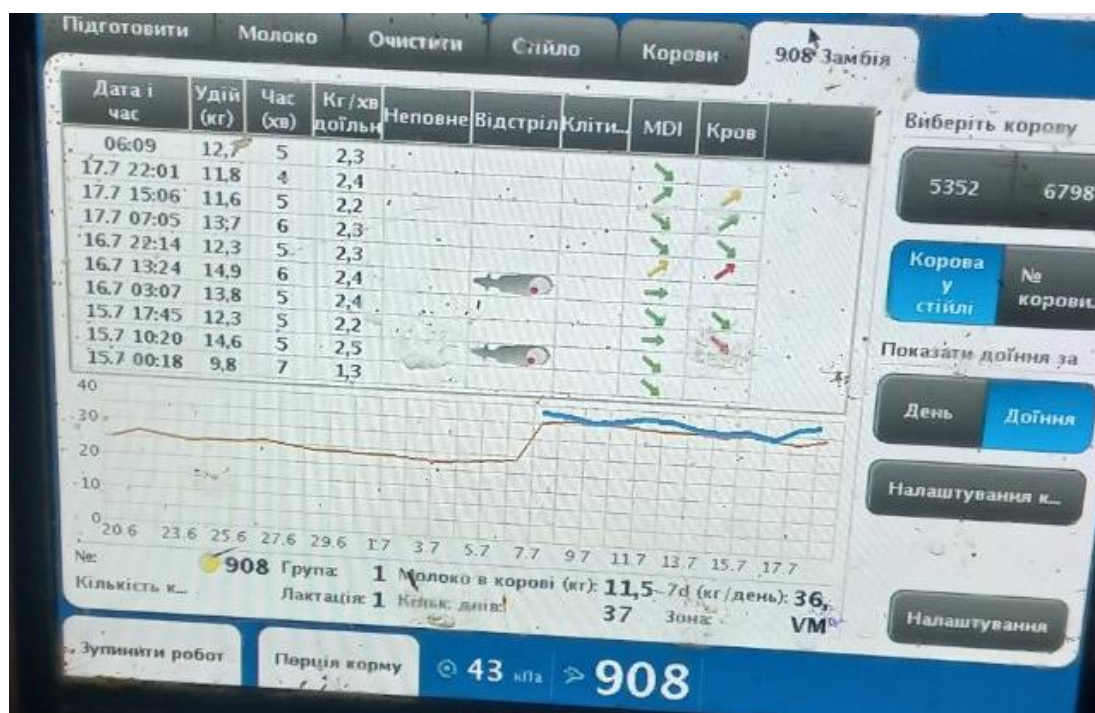 Підготовити Молоко Очистити Стійло Корови 908 Замбія
Дата і час Удій (кг) Час (хв) Кг/хв доїльн Неповне Відстріл Кліти... MDI Кров
06:09 12,7 5 2,3
17.7 22:01 11,8 4 2,4
17.7 15:06 11,6 5 2,2
17.7 07:05 13,7 6 2,3
16.7 22:14 12,3 5 2,3
16.7 13:24 14,9 6 2,4
16.7 03:07 13,8 5 2,4
15.7 17:45 12,3 5 2,2
15.7 10:20 14,6 5 2,5
15.7 00:18 9,8 7 1,3
40
30
20
10
0
20.6 23.6 25.6 27.6 29.6 1.7 3.7 5.7 7.7 9.7 11.7 13.7 15.7 17.7
№: 908 Група: 1 Молоко в корові (кг): 11,5 7d (кг/день): 36,
Кількість к... Лактація: 1 Кільк. днів: 37 Зона: VM
Виберіть корову
5352 6798
Корова у стійлі
№ корови.
Показати доїння за
День Доїння
Налаштування к...
Налаштування
Зупинити робот Порція корму 43 кПа 908